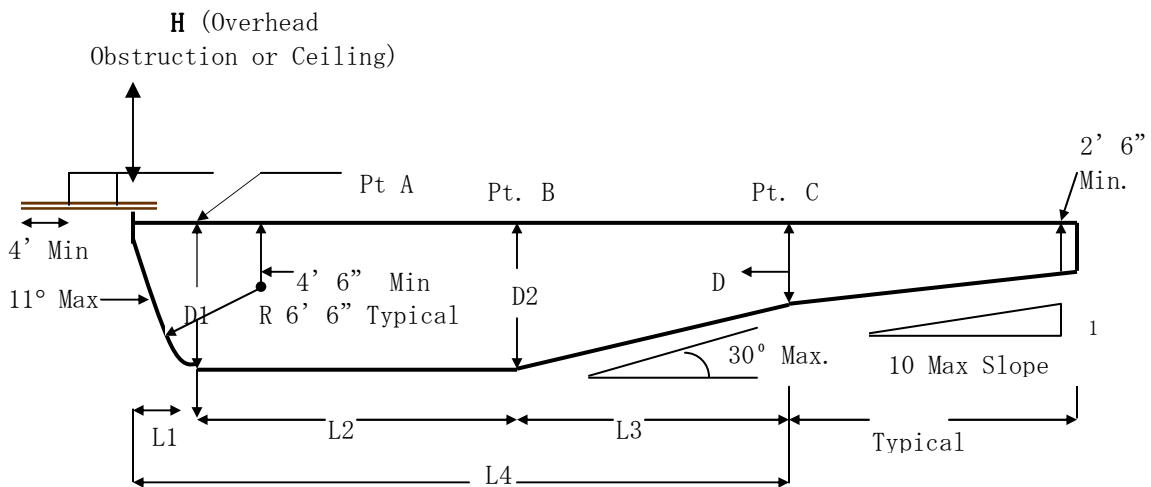 H (Overhead
Obstruction or Ceiling)
2' 6"
Min.
Pt A
Pt. B
Pt. C
4' Min
11° Max
D1
4' 6" Min
R 6' 6" Typical
D2
D
30⁰ Max.
1
10 Max Slope
L1
L2
L3
Typical
L4